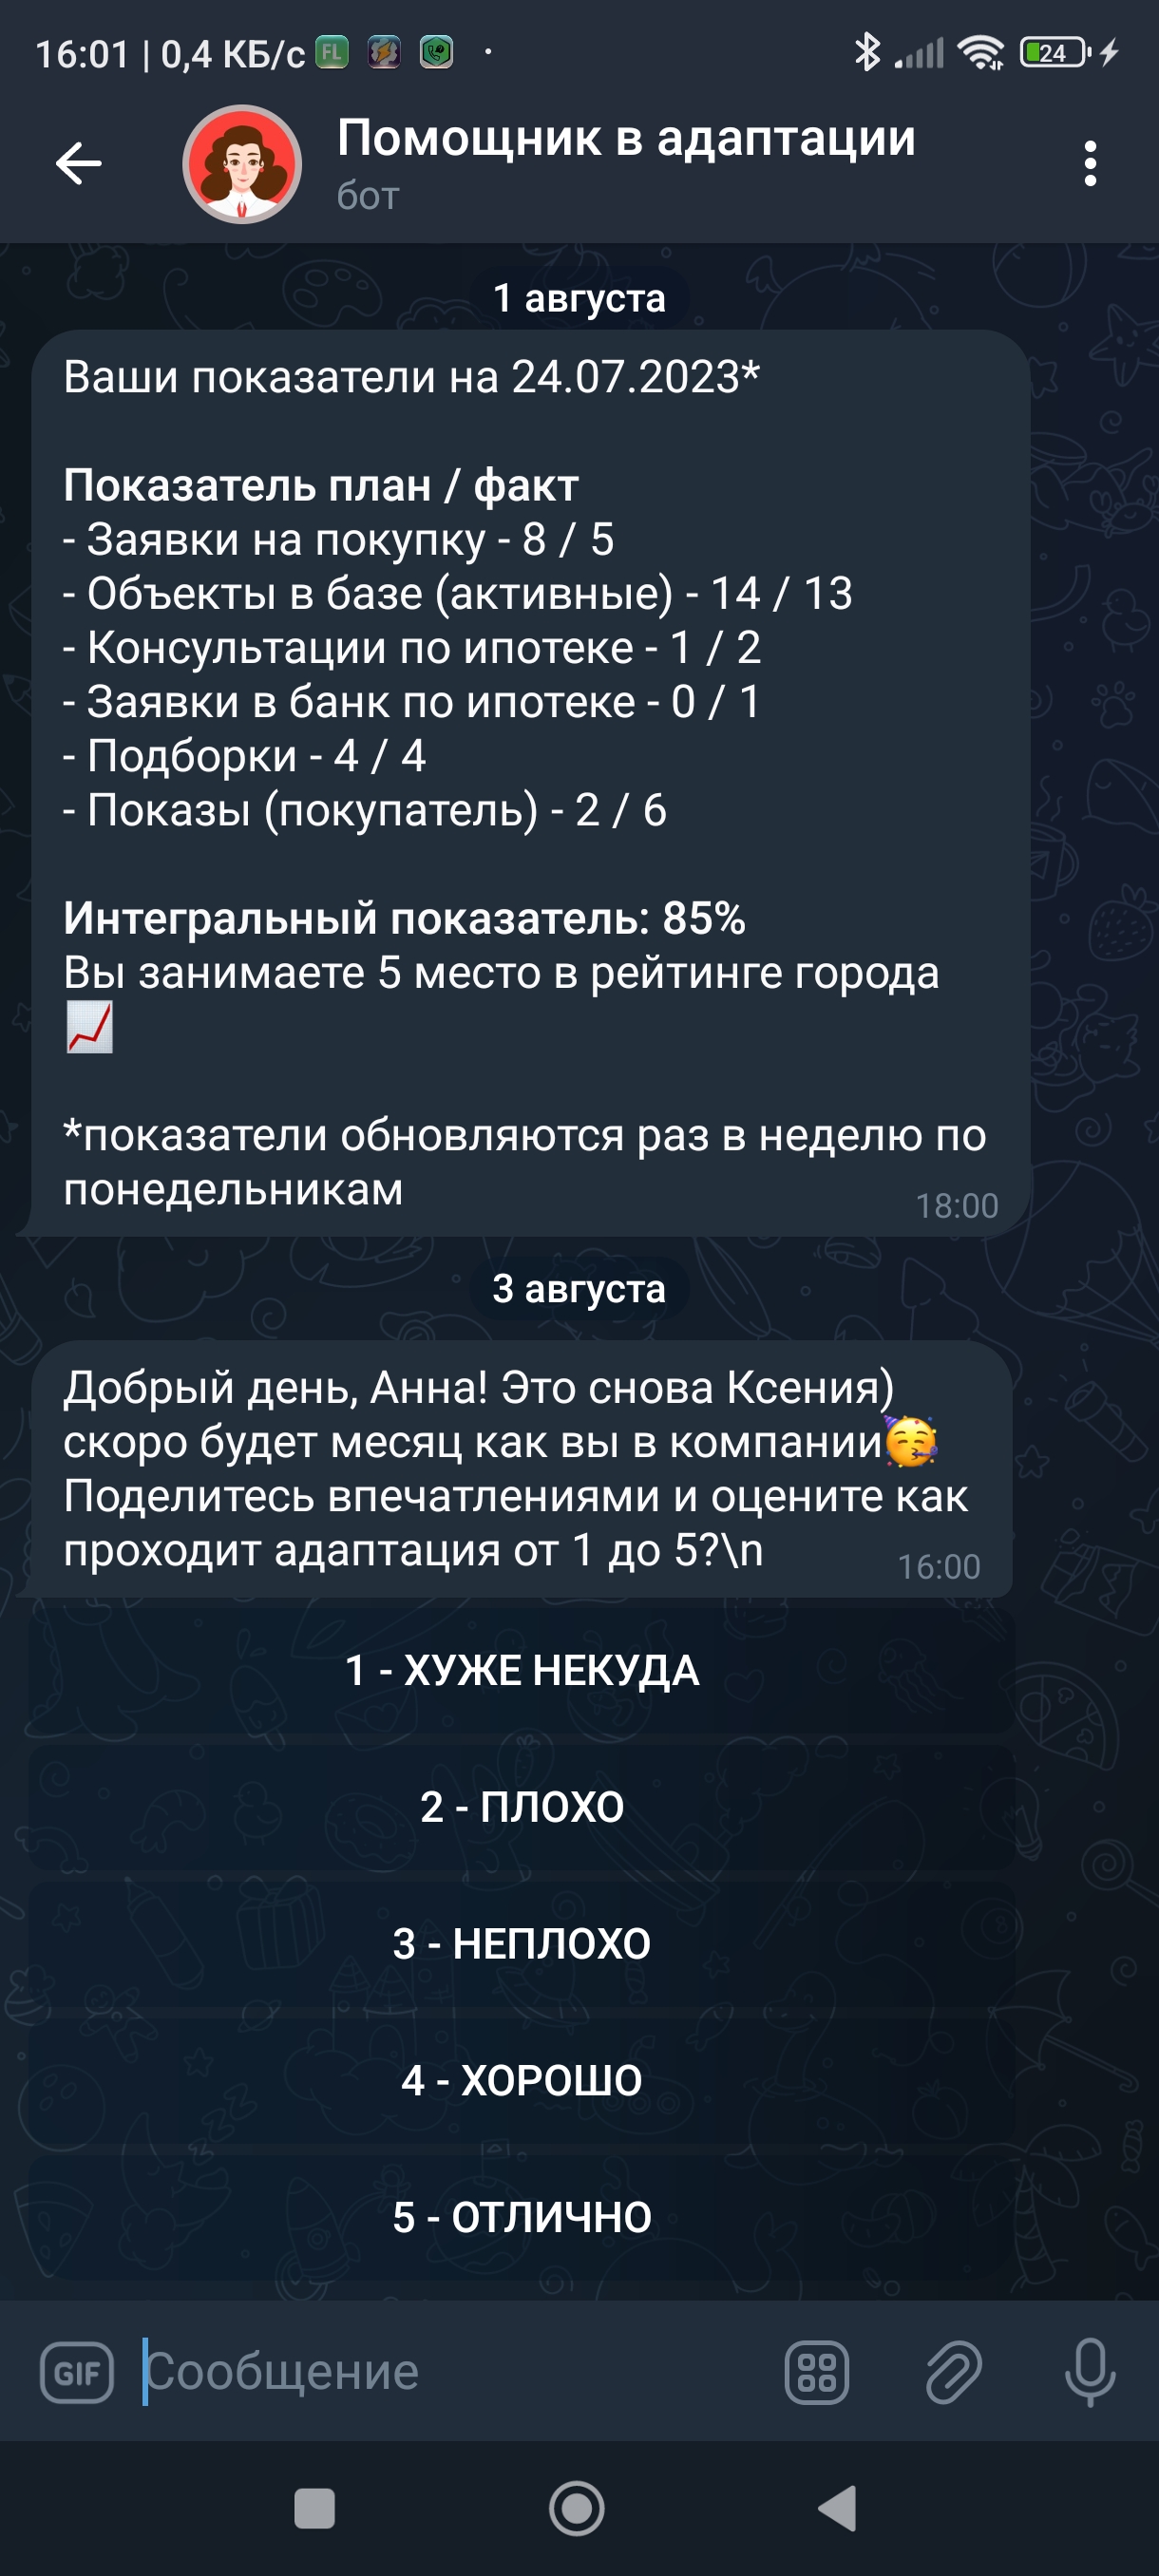 16:01 | 0,4 КБ/с FL
24
Помощник в адаптации
бот
1 августа
Ваши показатели на 24.07.2023*
Показатель план / факт
- Заявки на покупку - 8 / 5
- Объекты в базе (активные) - 14 / 13
- Консультации по ипотеке - 1 / 2
- Заявки в банк по ипотеке - 0 / 1
- Подборки - 4 / 4
- Показы (покупатель) - 2 / 6
Интегральный показатель: 85%
Вы занимаете 5 место в рейтинге города
📈
*показатели обновляются раз в неделю по
понедельникам
18:00
3 августа
Добрый день, Анна! Это снова Ксения)
скоро будет месяц как вы в компании🥳
Поделитесь впечатлениями и оцените как
проходит адаптация от 1 до 5?\n
16:00
1 - ХУЖЕ НЕКУДА
2 - ПЛОХО
3 - НЕПЛОХО
4 - ХОРОШО
5 - ОТЛИЧНО
GIF Сообщение